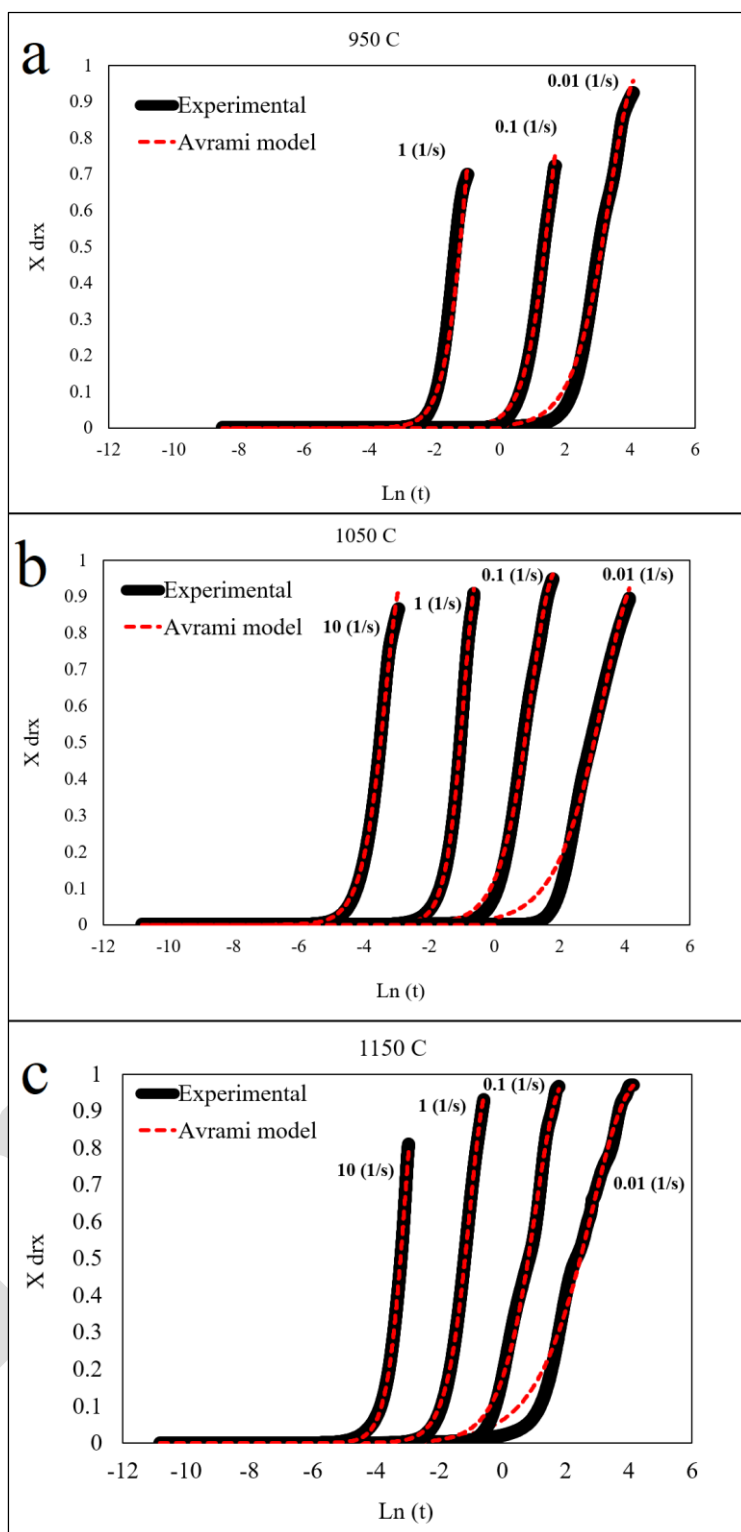 a
950 C
1
0.9
0.8
0.7
0.6
0.5
0.4
0.3
0.2
0.1
0
X drx
Experimental
Avrami model
1 (1/s)
0.1 (1/s)
0.01 (1/s)
-12 -10 -8 -6 -4 -2 0 2 4 6
Ln (t)
b
1050 C
1
0.9
0.8
0.7
0.6
0.5
0.4
0.3
0.2
0.1
0
X drx
Experimental
Avrami model
10 (1/s)
1 (1/s)
0.1 (1/s)
0.01 (1/s)
-12 -10 -8 -6 -4 -2 0 2 4 6
Ln (t)
c
1150 C
1
0.9
0.8
0.7
0.6
0.5
0.4
0.3
0.2
0.1
0
X drx
Experimental
Avrami model
10 (1/s)
1 (1/s)
0.1 (1/s)
0.01 (1/s)
-12 -10 -8 -6 -4 -2 0 2 4 6
Ln (t)